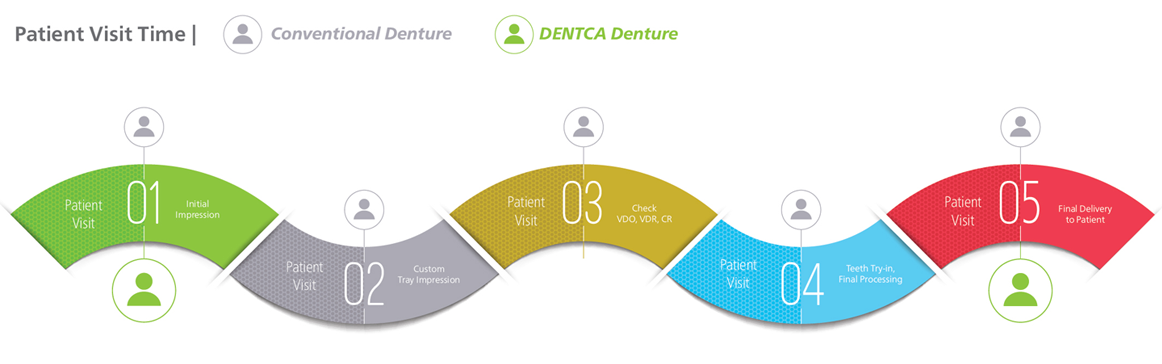 Patient Visit Time |
Conventional Denture
DENTCA Denture
Patient
Visit
01
Initial
Impression
Patient
Visit
02
Custom
Tray Impression
Patient
Visit
03
Check
VDO, VDR, CR
Patient
Visit
04
Teeth Try-in,
Final Processing
Patient
Visit
05
Final Delivery
to Patient